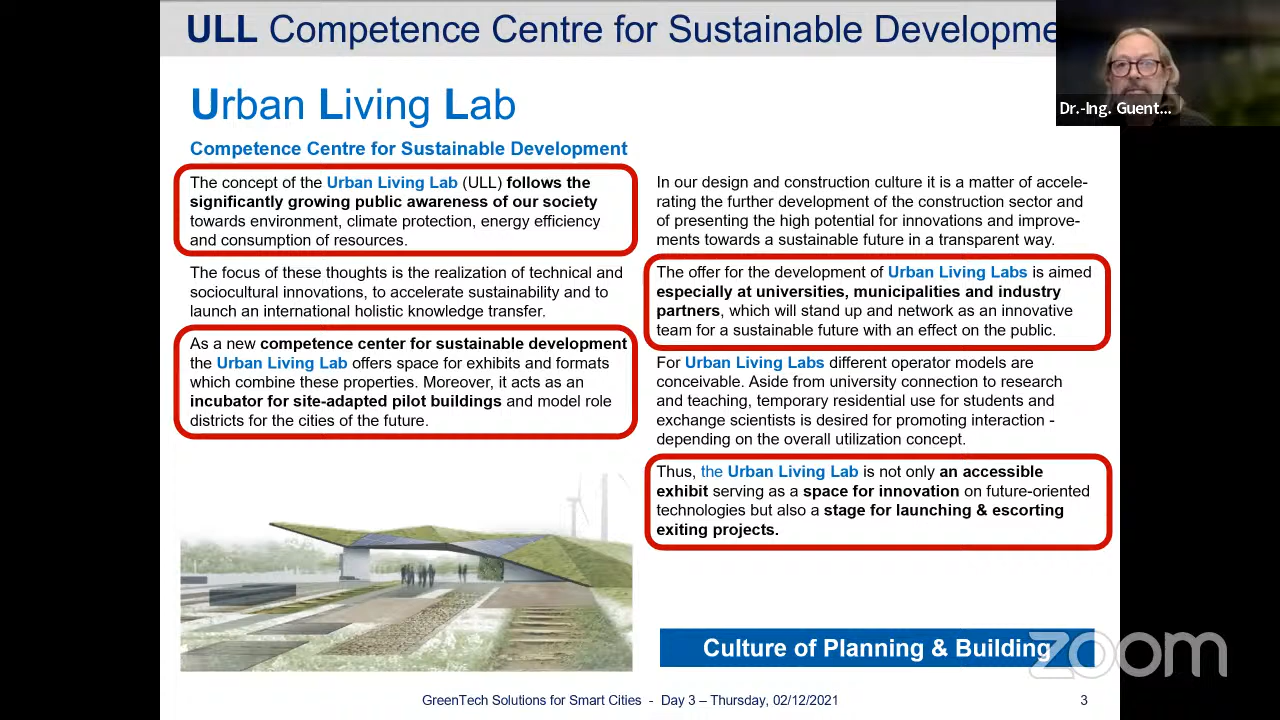 ULL Competence Centre for Sustainable Developme
Dr.-Ing. Guent...
Urban Living Lab
Competence Centre for Sustainable Development
The concept of the Urban Living Lab (ULL) follows the
significantly growing public awareness of our society
towards environment, climate protection, energy efficiency
and consumption of resources.
The focus of these thoughts is the realization of technical and
sociocultural innovations, to accelerate sustainability and to
launch an international holistic knowledge transfer.
As a new competence center for sustainable development
the Urban Living Lab offers space for exhibits and formats
which combine these properties. Moreover, it acts as an
incubator for site-adapted pilot buildings and model role
districts for the cities of the future.
In our design and construction culture it is a matter of accele-
rating the further development of the construction sector and
of presenting the high potential for innovations and improve-
ments towards a sustainable future in a transparent way.
The offer for the development of Urban Living Labs is aimed
especially at universities, municipalities and industry
partners, which will stand up and network as an innovative
team for a sustainable future with an effect on the public.
For Urban Living Labs different operator models are
conceivable. Aside from university connection to research
and teaching, temporary residential use for students and
exchange scientists is desired for promoting interaction -
depending on the overall utilization concept.
Thus, the Urban Living Lab is not only an accessible
exhibit serving as a space for innovation on future-oriented
technologies but also a stage for launching & escorting
exiting projects.
Culture of Planning & Building
zoom
GreenTech Solutions for Smart Cities - Day 3 – Thursday, 02/12/2021
3